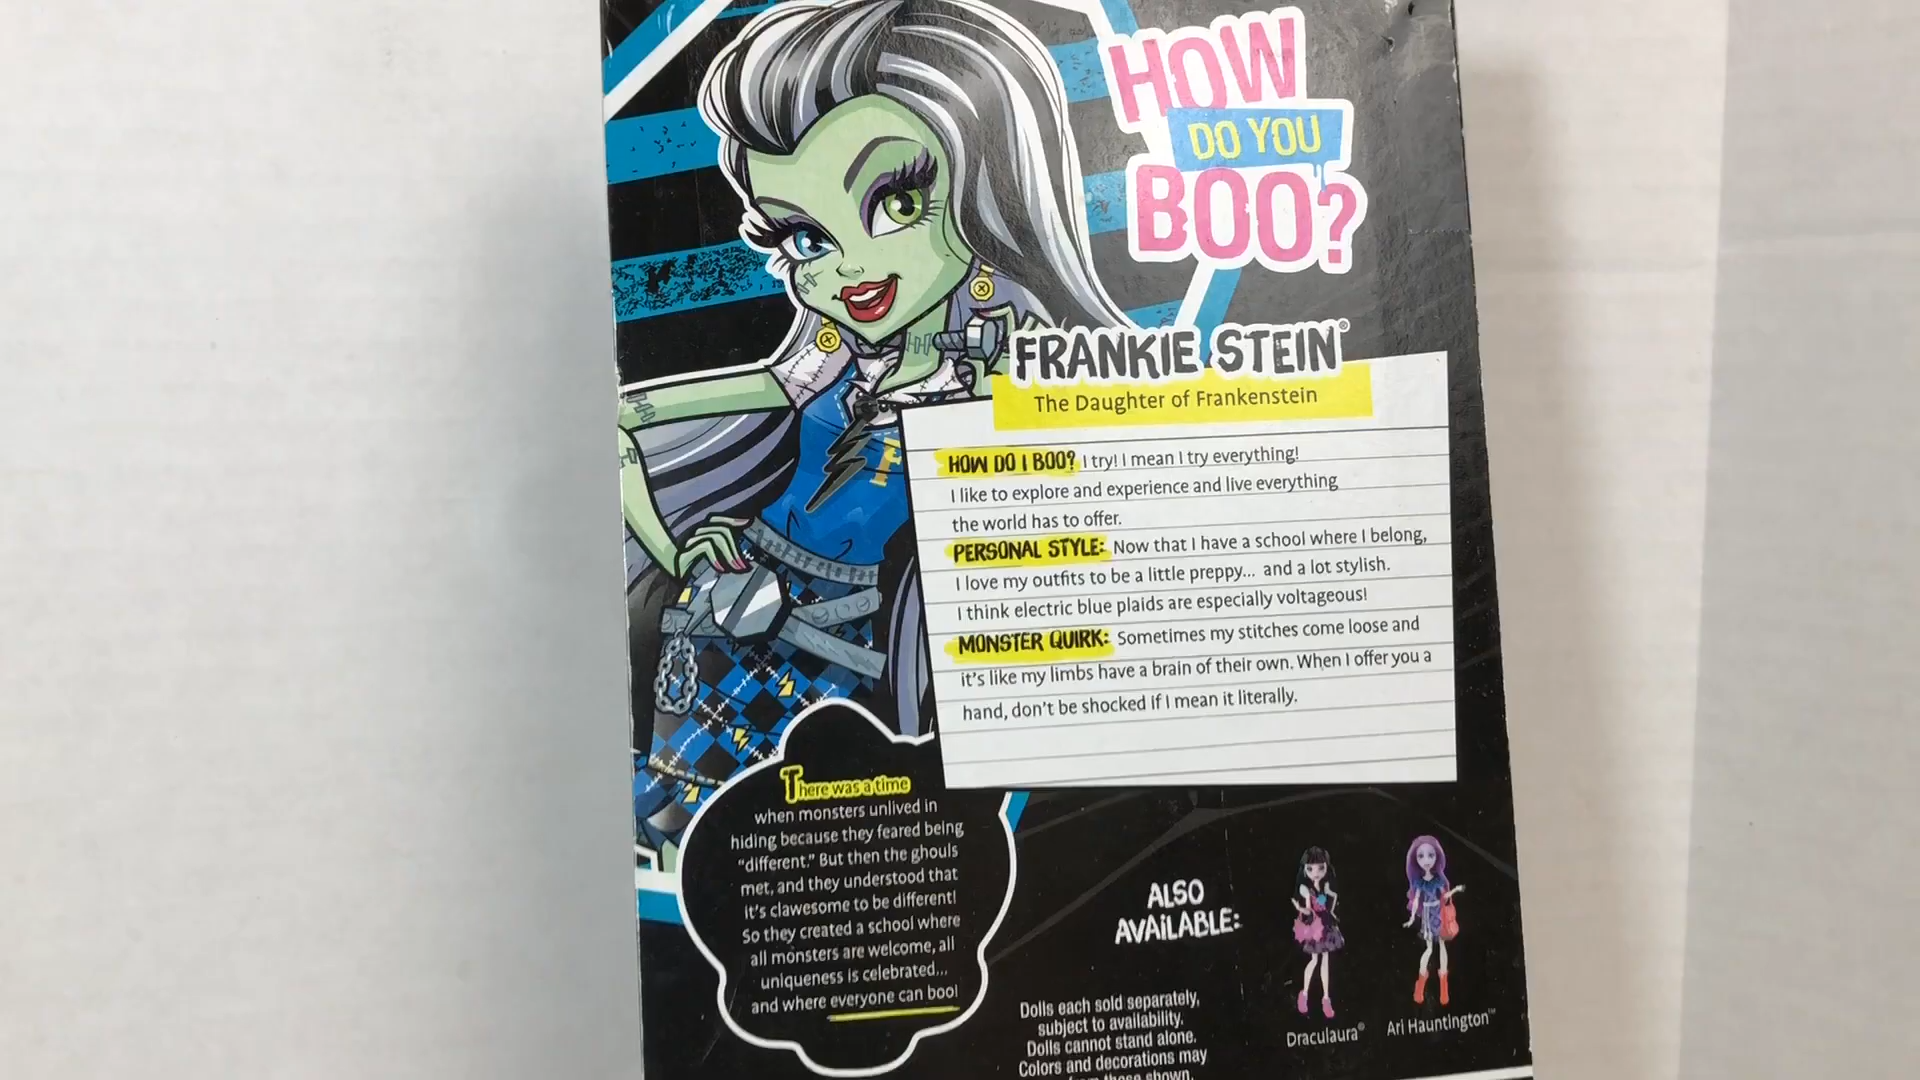 HOW
DO YOU
BOO?
FRANKIE STEIN®
The Daughter of Frankenstein
HOW DO I BOO? I try! I mean I try everything!
I like to explore and experience and live everything
the world has to offer.
PERSONAL STYLE: Now that I have a school where I belong,
I love my outfits to be a little preppy... and a lot stylish.
I think electric blue plaids are especially voltageous!
MONSTER QUIRK: Sometimes my stitches come loose and
it's like my limbs have a brain of their own. When I offer you a
hand, don't be shocked if I mean it literally.
F
There was a time
when monsters unlived in
hiding because they feared being
"different." But then the ghouls
met, and they understood that
it's clawesome to be different!
So they created a school where
all monsters are welcome, all
uniqueness is celebrated...
and where everyone can boo!
ALSO
AVAILABLE:
Draculaura®
Ari Hauntington™
Dolls each sold separately,
subject to availability.
Dolls cannot stand alone.
Colors and decorations may
from those shown.